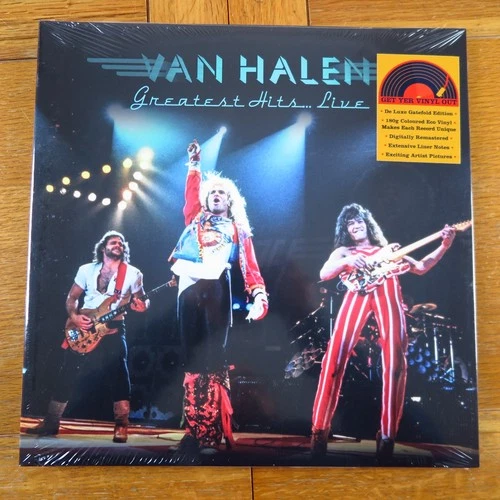 VAN HALEN
Greatest Hits... Live
GET YER VINYL OUT
• De Luxe Gatefold Edition •
• 180g Coloured Eco Vinyl •
Makes Each Record Unique
• Digitally Remastered •
• Extensive Liner Notes •
• Exciting Artist Pictures •